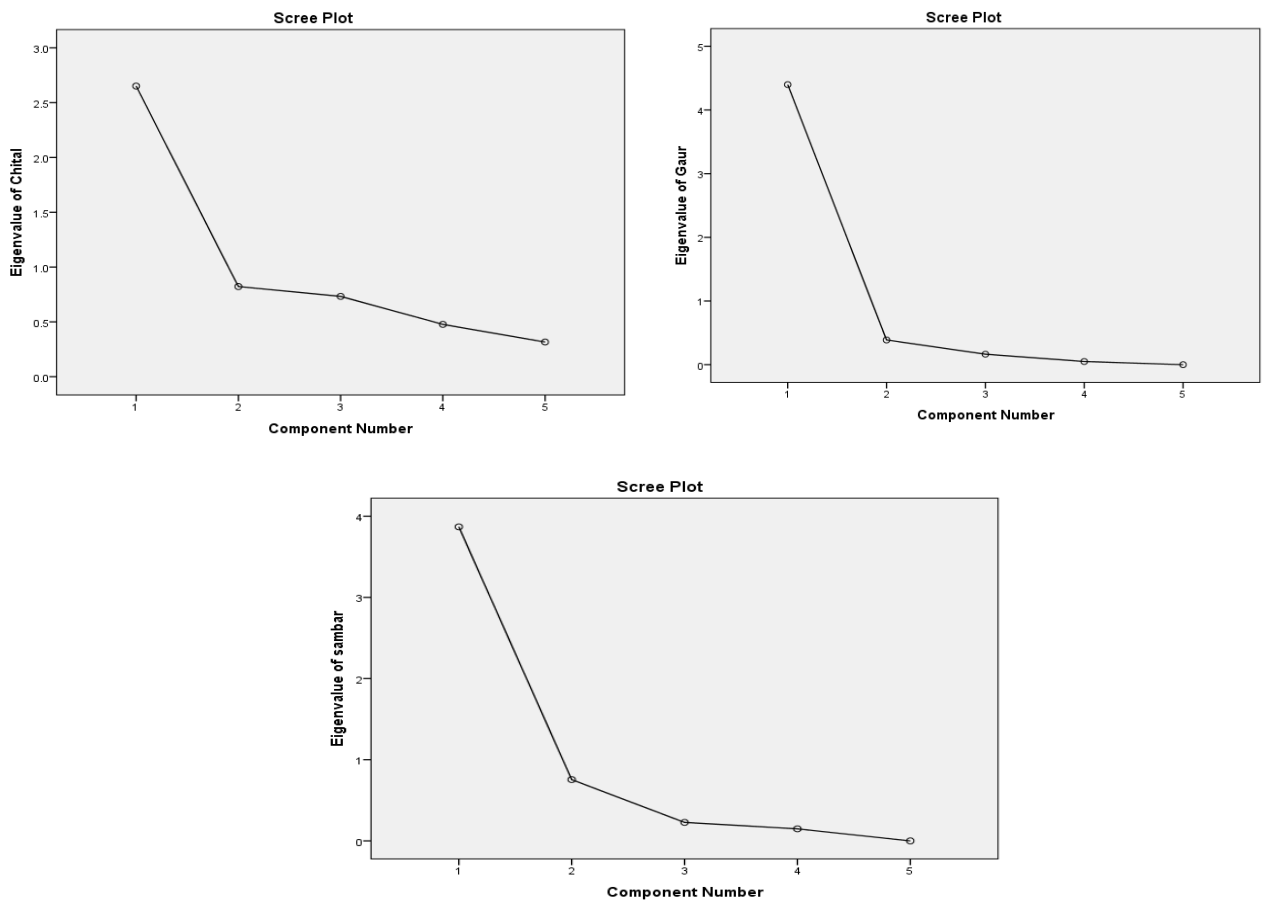 Scree Plot
Eigenvalue of Chital
3.0
2.5
2.0
1.5
1.0
0.5
0.0
1 2 3 4 5
Component Number
Scree Plot
Eigenvalue of Gaur
5
4
3
2
1
0
1 2 3 4 5
Component Number
Scree Plot
Eigenvalue of sambar
4
3
2
1
0
1 2 3 4 5
Component Number